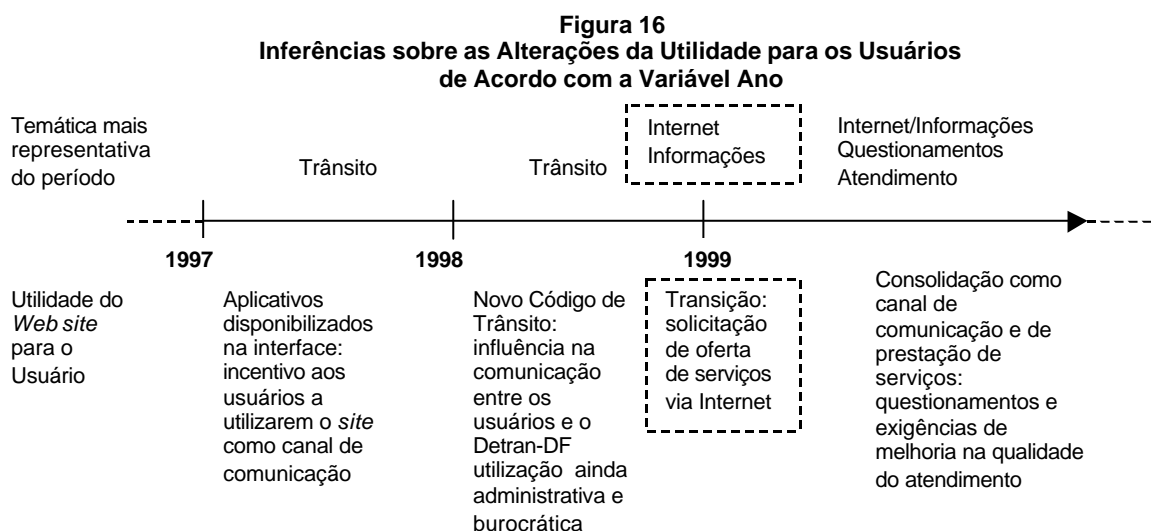 Figura 16
Inferências sobre as Alterações da Utilidade para os Usuários
de Acordo com a Variável Ano
Temática mais
representativa
do período
Trânsito
Trânsito
Internet
Informações
Internet/Informações
Questionamentos
Atendimento
1997
1998
1999
Utilidade do
Web site
para o
Usuário
Aplicativos
disponibilizados
na interface:
incentivo aos
usuários a
utilizarem o site
como canal de
comunicação
Novo Código de
Trânsito:
influência na
comunicação
entre os
usuários e o
Detran-DF
utilização ainda
administrativa e
burocrática
Transição:
solicitação
de oferta
de serviços
via Internet
Consolidação como
canal de
comunicação e de
prestação de
serviços:
questionamentos e
exigências de
melhoria na qualidade
do atendimento